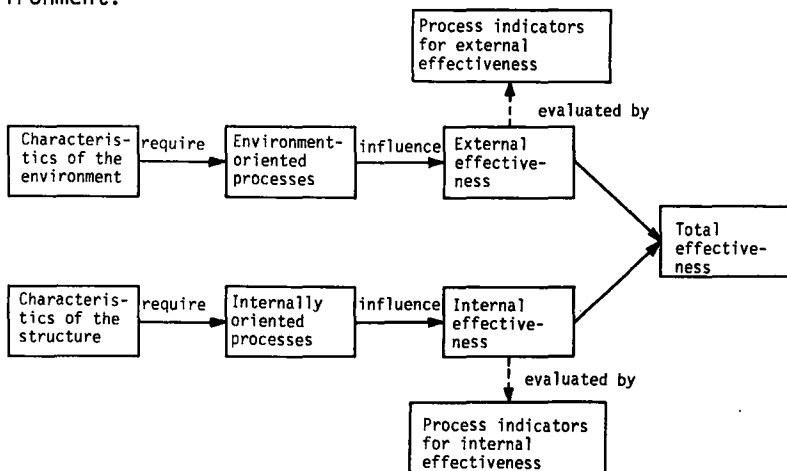 ironment.
Process indicators
for external
effectiveness
evaluated by
Characteris-
tics of the
environment
require
Environment-
oriented
processes
influence
External
effective-
ness
Total
effective-
ness
Characteris-
tics of the
structure
require
Internally
oriented
processes
influence
Internal
effective-
ness
evaluated by
Process indicators
for internal
effectiveness